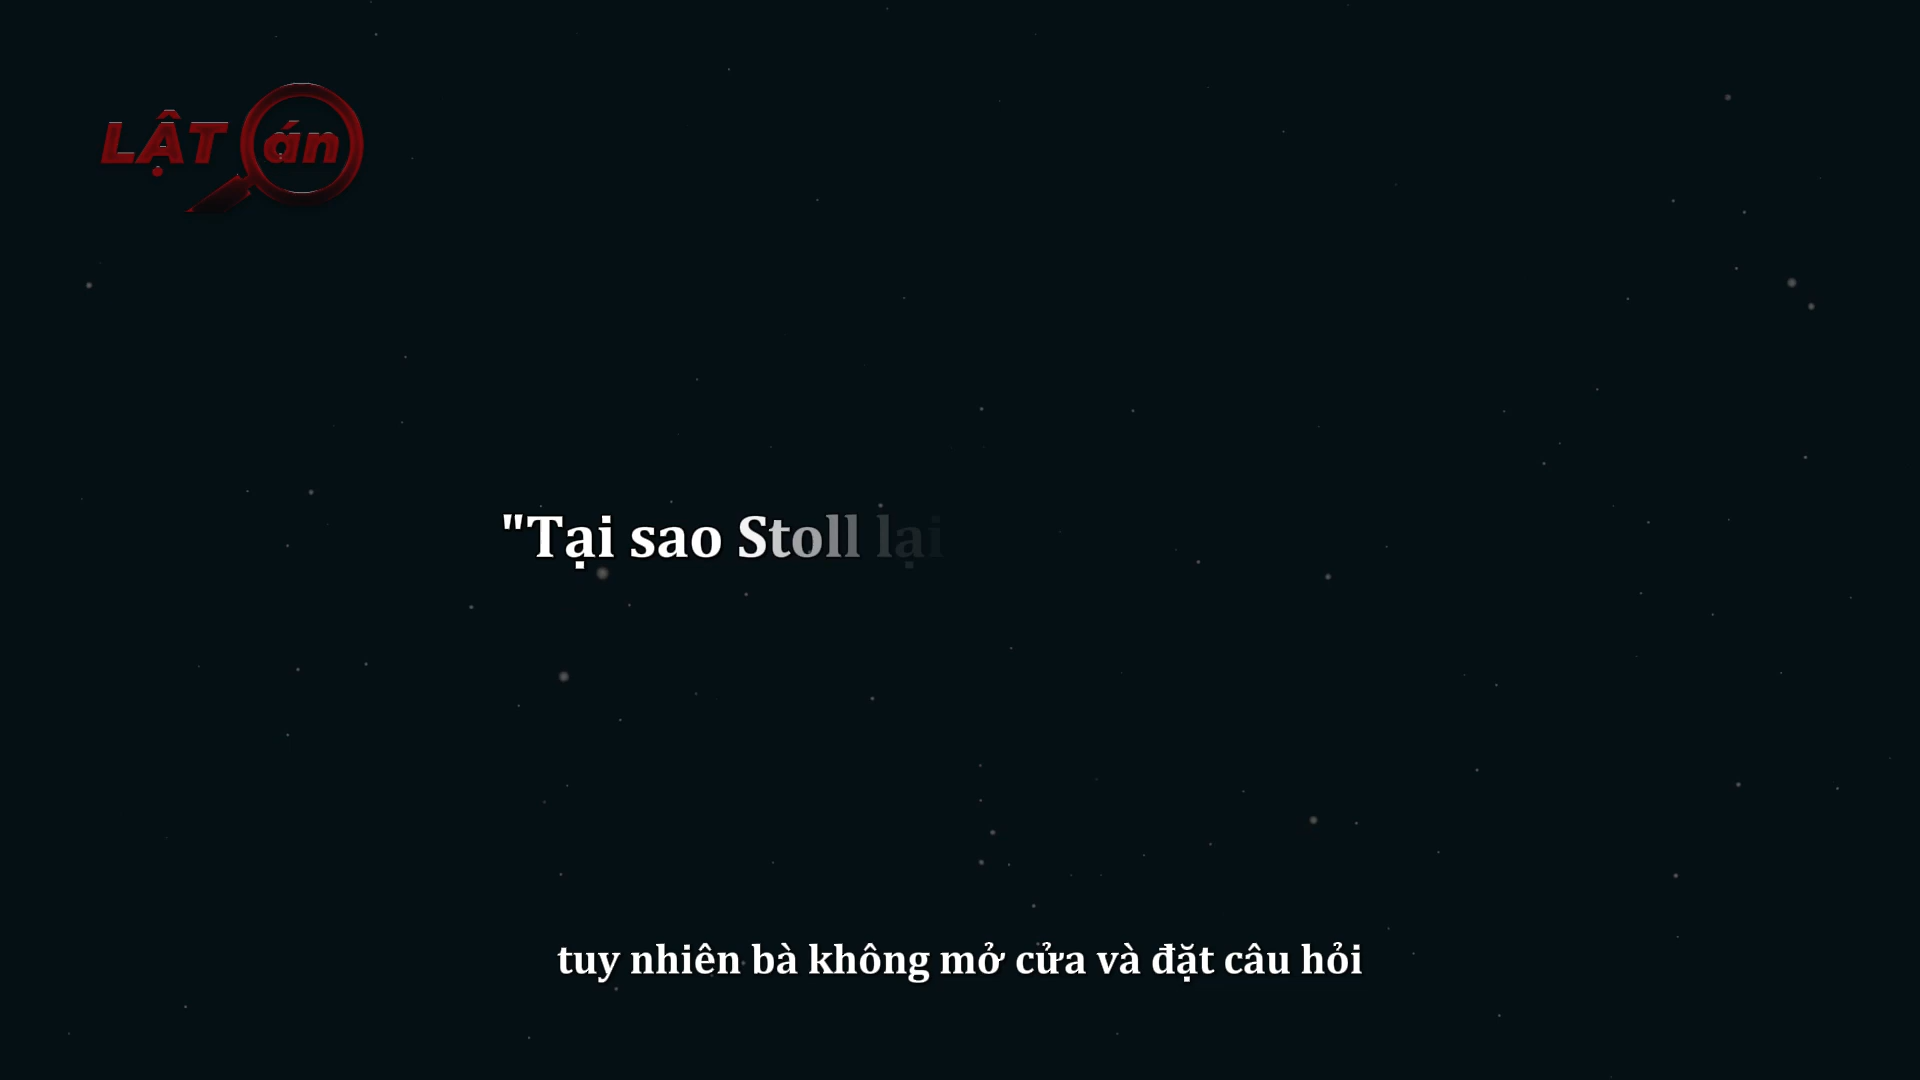 LẬT án
"Tại sao Stoll lại
tuy nhiên bà không mở cửa và đặt câu hỏi